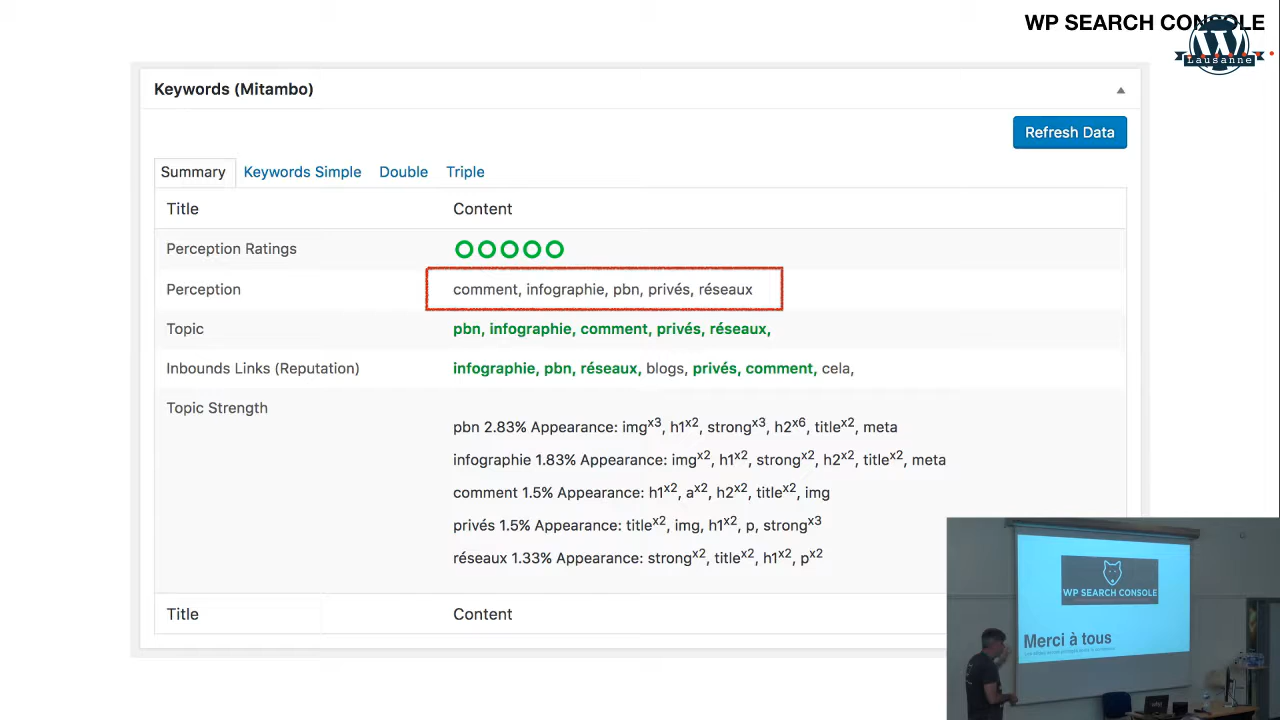 WP SEARCH CONSOLE
Lausanne
Keywords (Mitambo)
Refresh Data
Summary Keywords Simple Double Triple
Title Content
Perception Ratings
Perception comment, infographie, pbn, privés, réseaux
Topic pbn, infographie, comment, privés, réseaux,
Inbounds Links (Reputation) infographie, pbn, réseaux, blogs, privés, comment, cela,
Topic Strength
pbn 2.83% Appearance: imgx3, h1x2, strongx3, h2x6, titlex2, meta
infographie 1.83% Appearance: imgx2, h1x2, strongx2, h2x2, titlex2, meta
comment 1.5% Appearance: h1x2, ax2, h2x2, titlex2, img
privés 1.5% Appearance: titlex2, img, h1x2, p, strongx3
réseaux 1.33% Appearance: strongx2, titlex2, h1x2, px2
Title Content
WP SEARCH CONSOLE
Merci à tous